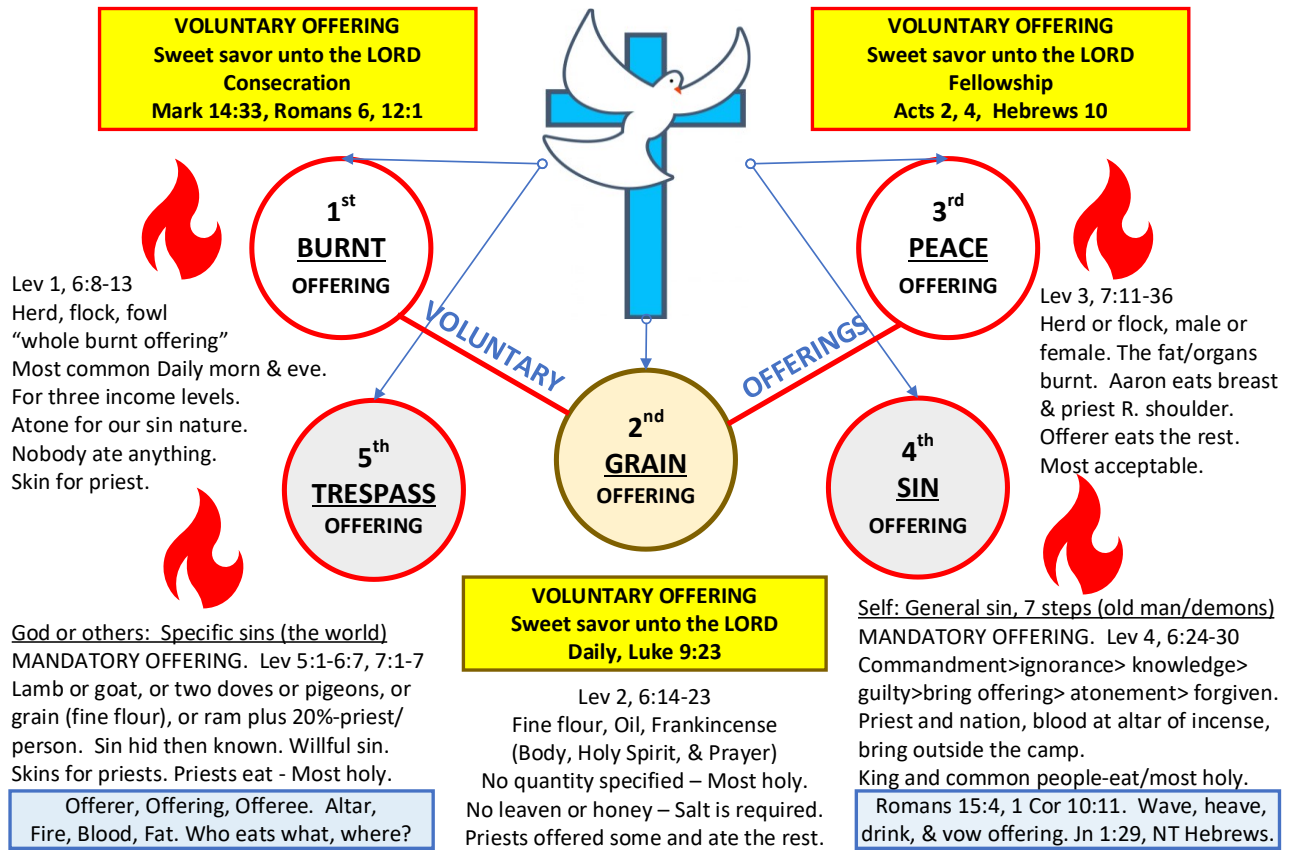 VOLUNTARY OFFERING
Sweet savor unto the LORD
Consecration
Mark 14:33, Romans 6, 12:1
VOLUNTARY OFFERING
Sweet savor unto the LORD
Fellowship
Acts 2, 4,  Hebrews 10
1st
BURNT
OFFERING
3rd
PEACE
OFFERING
Lev 1, 6:8-13
Herd, flock, fowl
“whole burnt offering”
Most common Daily morn & eve.
For three income levels.
Atone for our sin nature.
Nobody ate anything.
Skin for priest.
VOLUNTARY
OFFERINGS
Lev 3, 7:11-36
Herd or flock, male or
female. The fat/organs
burnt.  Aaron eats breast
& priest R. shoulder.
Offerer eats the rest.
Most acceptable.
5th
TRESPASS
OFFERING
2nd
GRAIN
OFFERING
4th
SIN
OFFERING
God or others:  Specific sins (the world)
MANDATORY OFFERING.  Lev 5:1-6:7, 7:1-7
Lamb or goat, or two doves or pigeons, or
grain (fine flour), or ram plus 20%-priest/
person.  Sin hid then known. Willful sin.
Skins for priests. Priests eat - Most holy.
Offerer, Offering, Offeree.  Altar,
Fire, Blood, Fat. Who eats what, where?
VOLUNTARY OFFERING
Sweet savor unto the LORD
Daily, Luke 9:23
Lev 2, 6:14-23
Fine flour, Oil, Frankincense
(Body, Holy Spirit, & Prayer)
No quantity specified – Most holy.
No leaven or honey – Salt is required.
Priests offered some and ate the rest.
Self: General sin, 7 steps (old man/demons)
MANDATORY OFFERING.  Lev 4, 6:24-30
Commandment>ignorance> knowledge>
guilty>bring offering> atonement> forgiven.
Priest and nation, blood at altar of incense,
bring outside the camp.
King and common people-eat/most holy.
Romans 15:4, 1 Cor 10:11.  Wave, heave,
drink, & vow offering. Jn 1:29, NT Hebrews.